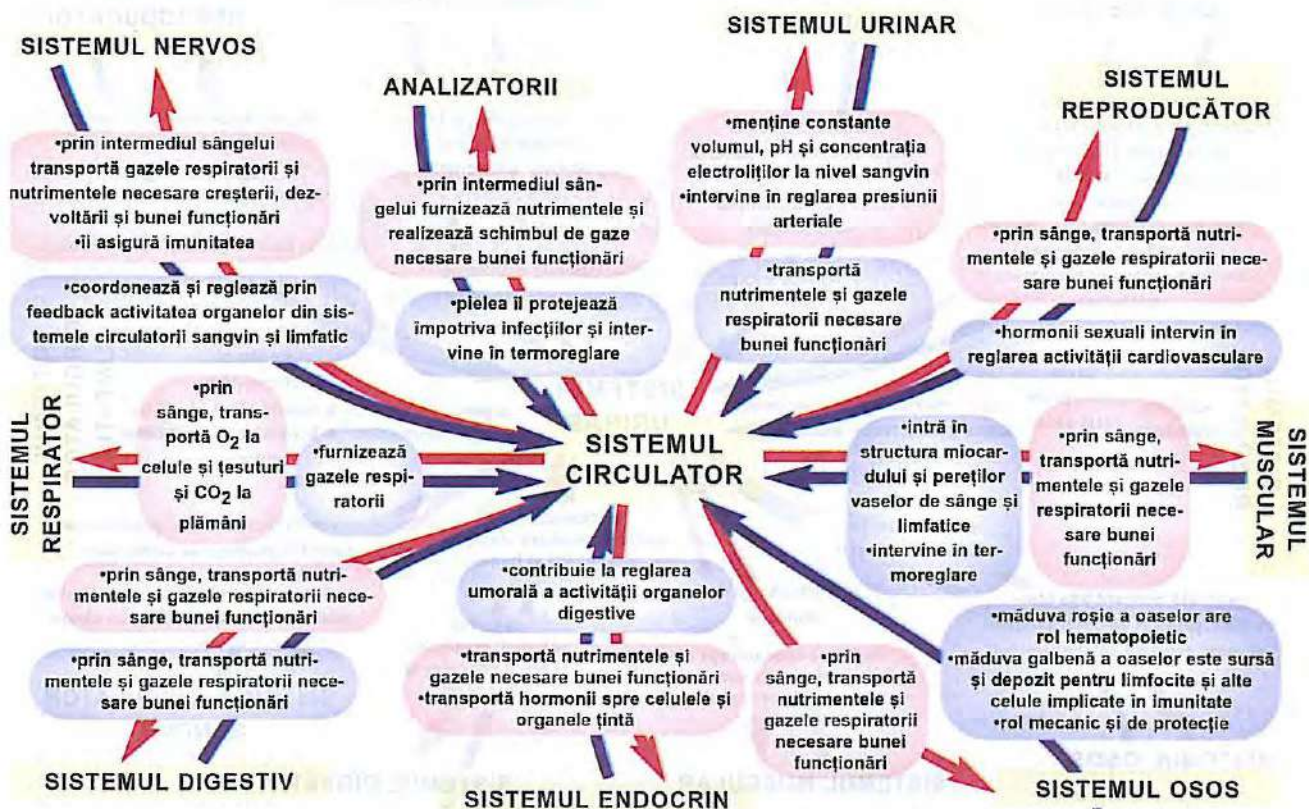 SISTEMUL NERVOS
•prin intermediul sângelui
transportă gazele respiratorii și
nutrimentele necesare creșterii, dez-
voltării și bunei funcționări
•îi asigură imunitatea
•coordonează și reglează prin
feedback activitatea organelor din sis-
temele circulatorii sangvin și limfatic
ANALIZATORII
•prin intermediul sân-
gelui furnizează nutrimentele și
realizează schimbul de gaze
necesare bunei funcționări
•pielea îl protejează
împotriva infecțiilor și inter-
vine în termoreglare
SISTEMUL URINAR
•menține constante
volumul, pH și concentrația
electroliților la nivel sangvin
•intervine in reglarea presiunii
arteriale
•transportă
nutrimentele și gazele
respiratorii necesare
bunei funcționări
SISTEMUL
REPRODUCĂTOR
•prin sânge, transportă nutri-
mentele și gazele respiratorii nece-
sare bunei funcționări
•hormonii sexuali intervin în
reglarea activității cardiovasculare
SISTEMUL
RESPIRATOR
•prin
sânge, trans-
portă O₂ la
celule și țesuturi
și CO₂ la
plămâni
•furnizează
gazele respi-
ratorii
SISTEMUL
CIRCULATOR
•intră în
structura miocar-
dului și pereților
vaselor de sânge și
limfatice
•intervine in ter-
moreglare
•prin sânge,
transportă nutri-
mentele și gazele
respiratorii nece-
sare bunei
funcționări
SISTEMUL
MUSCULAR
•prin sânge, transportă nutri-
mentele și gazele respiratorii nece-
sare bunei funcționări
•prin sânge, transportă nutri-
mentele și gazele respiratorii nece-
sare bunei funcționări
SISTEMUL DIGESTIV
•contribuie la reglarea
umorală a activității organelor
digestive
•transportă nutrimentele și
gazele necesare bunei funcționări
•transportă hormonii spre celulele și
organele țintă
SISTEMUL ENDOCRIN
•prin
sânge, transportă
nutrimentele și
gazele respiratorii
necesare bunei
funcționări
•măduva roșie a oaselor are
rol hematopoietic
•măduva galbenă a oaselor este sursă
și depozit pentru limfocite și alte
celule implicate în imunitate
•rol mecanic și de protecție
SISTEMUL OSOS